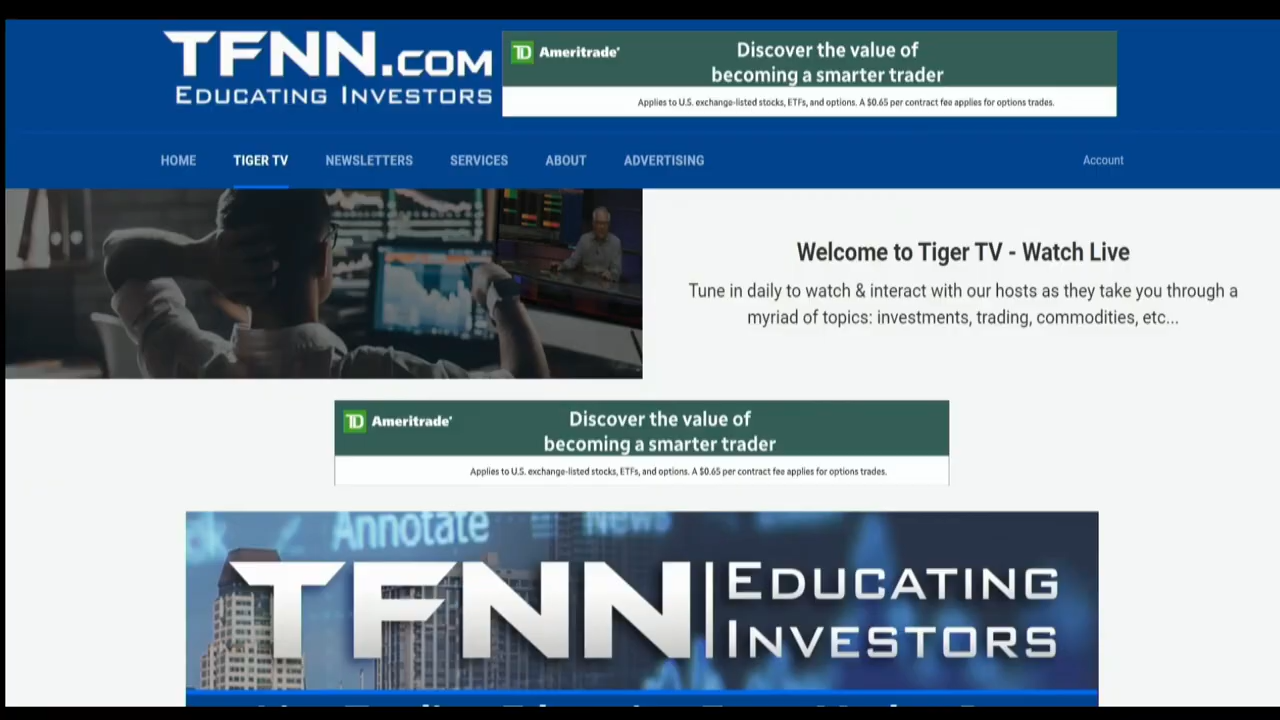 TFNN.COM
EDUCATING INVESTORS
TD Ameritrade
Discover the value of
becoming a smarter trader
Applies to U.S. exchange-listed stocks, ETFs, and options. A $0.65 per contract fee applies for options trades.
HOME TIGER TV NEWSLETTERS SERVICES ABOUT ADVERTISING Account
Welcome to Tiger TV - Watch Live
Tune in daily to watch & interact with our hosts as they take you through a
myriad of topics: investments, trading, commodities, etc...
TD Ameritrade
Discover the value of
becoming a smarter trader
Applies to U.S. exchange-listed stocks, ETFs, and options. A $0.65 per contract fee applies for options trades.
Annotate News
TFNN EDUCATING
INVESTORS